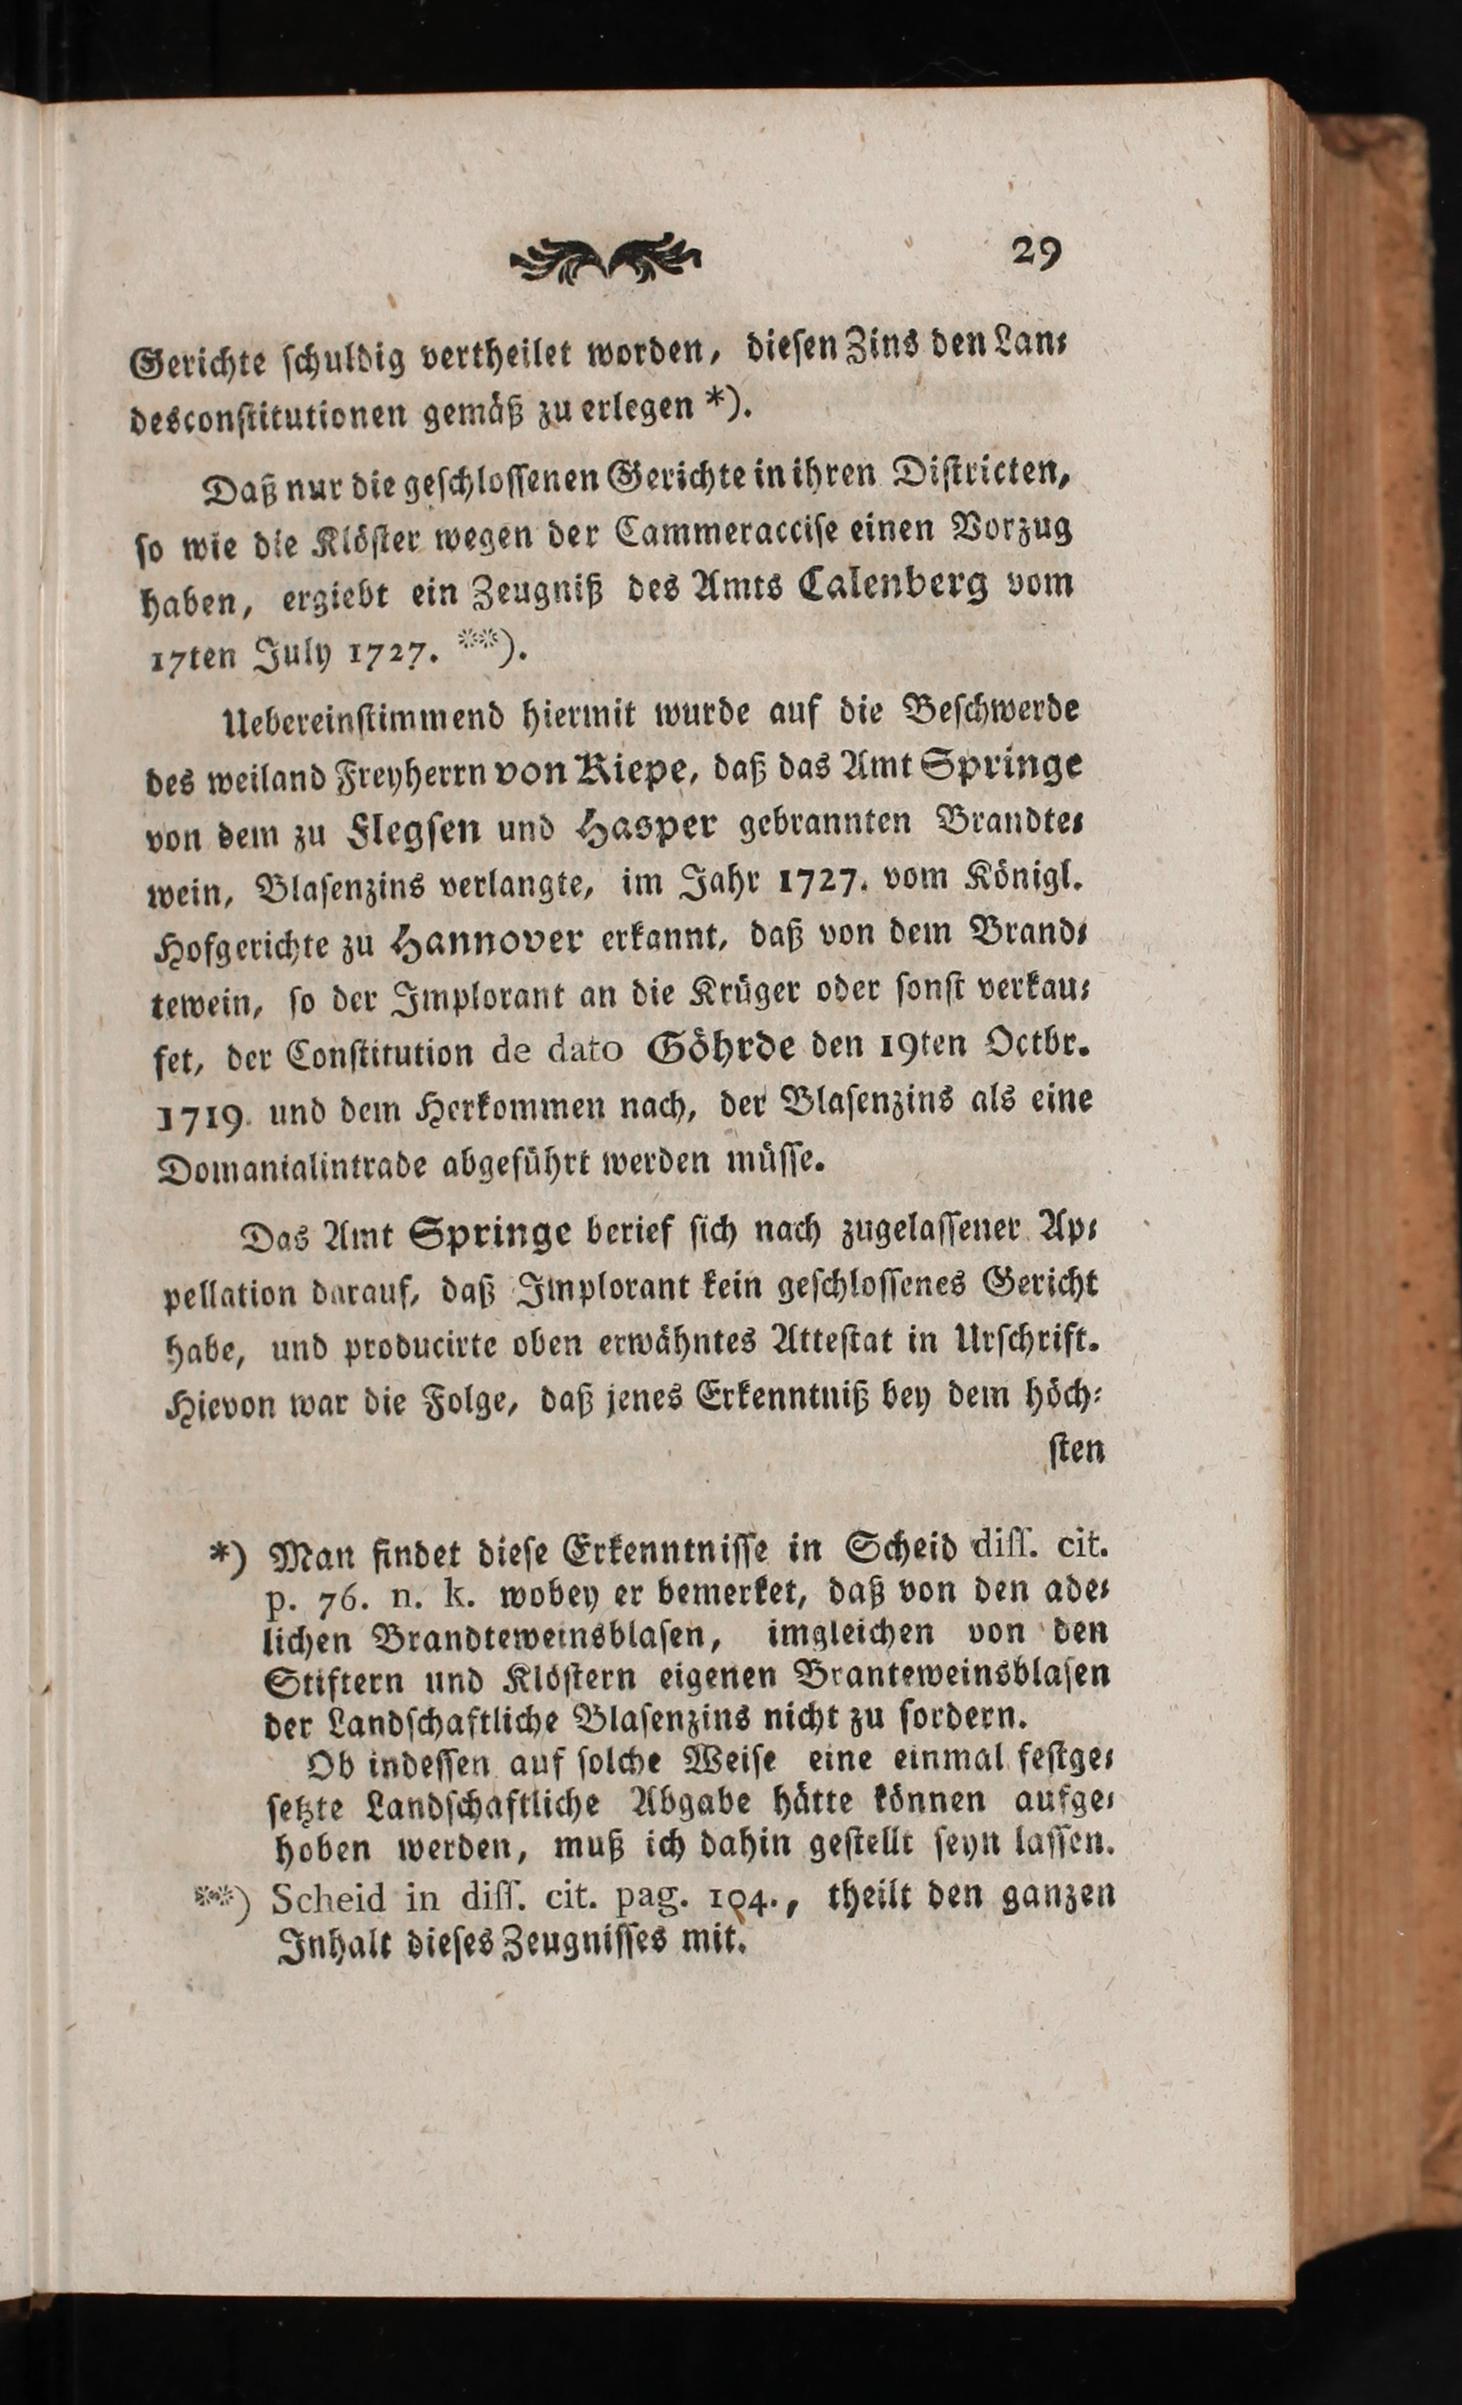 29
Gerichte ſchuldig vertheilet worden, dieſen Zins den Lan⸗
desconſtitutionen gemäß zu erlegen *).
Daß nur die geſchloſſenen Gerichte in ihren Diſtricten,
ſo wie die Klöſter wegen der Cammeracciſe einen Vorzug
haben, ergiebt ein Zeugniß des Amts Calenberg vom
17ten July 1727. **).
Uebereinſtimmend hiermit wurde auf die Beſchwerde
des weiland Freyherrn von Riepe, daß das Amt Springe
von dem zu Flegſen und Hasper gebrannten Brandte⸗
wein, Blaſenzins verlangte, im Jahr 1727. vom Königl.
Hofgerichte zu Hannover erkannt, daß von dem Brand⸗
tewein, ſo der Implorant an die Krüger oder ſonſt verkau⸗
fet, der Conſtitution de dato Göhrde den 19ten Octbr.
1719. und dem Herkommen nach, der Blaſenzins als eine
Domanialintrade abgeführt werden müſſe.
Das Amt Springe berief ſich nach zugelaſſener Ap⸗
pellation darauf, daß Implorant kein geſchloſſenes Gericht
habe, und producirte oben erwähntes Atteſtat in Urſchrift.
Hievon war die Folge, daß jenes Erkenntniß bey dem höch⸗
ſten
*) Man findet dieſe Erkenntniſſe in Scheid diſſ. cit.
p. 76. n. k. wobey er bemerket, daß von den ade⸗
lichen Brandteweinsblaſen, imgleichen von den
Stiftern und Klöſtern eigenen Branteweinsblaſen
der Landſchaftliche Blaſenzins nicht zu fordern.
Ob indeſſen auf ſolche Weiſe eine einmal feſtge⸗
ſetzte Landſchaftliche Abgabe hätte können aufge⸗
hoben werden, muß ich dahin geſtellt ſeyn laſſen.
**) Scheid in diſſ. cit. pag. 104., theilt den ganzen
Inhalt dieſes Zeugniſſes mit.